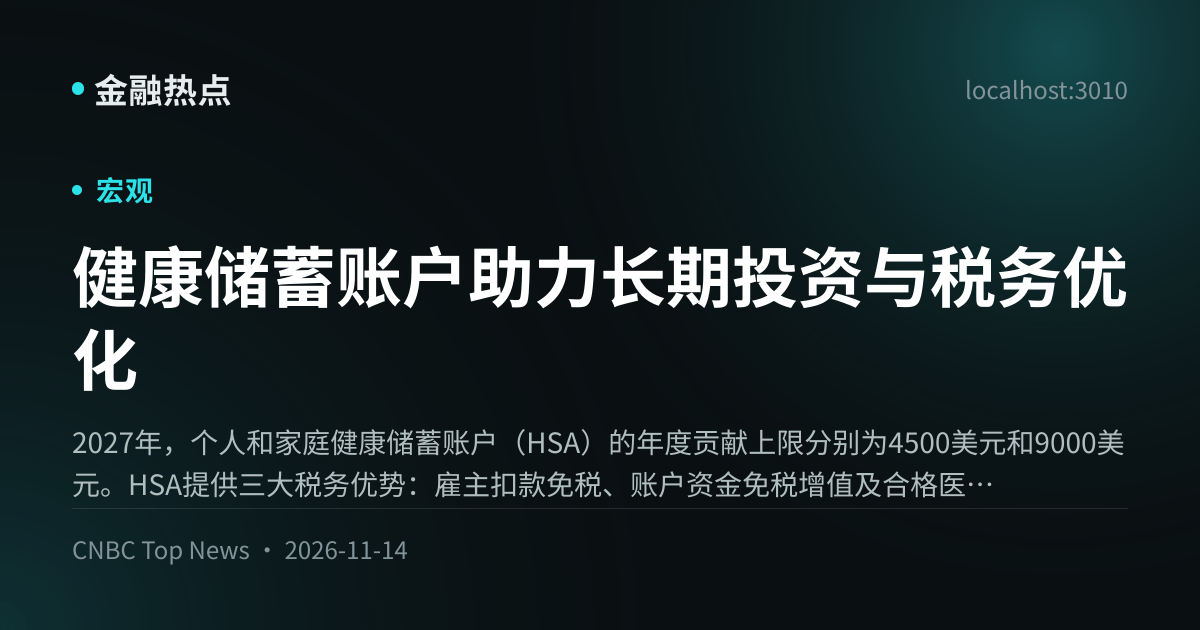 金融热点
localhost:3010
宏观
健康储蓄账户助力长期投资与税务优
化
2027年，个人和家庭健康储蓄账户（HSA）的年度贡献上限分别为4500美元和9000美
元。HSA提供三大税务优势：雇主扣款免税、账户资金免税增值及合格医…
CNBC Top News • 2026-11-14